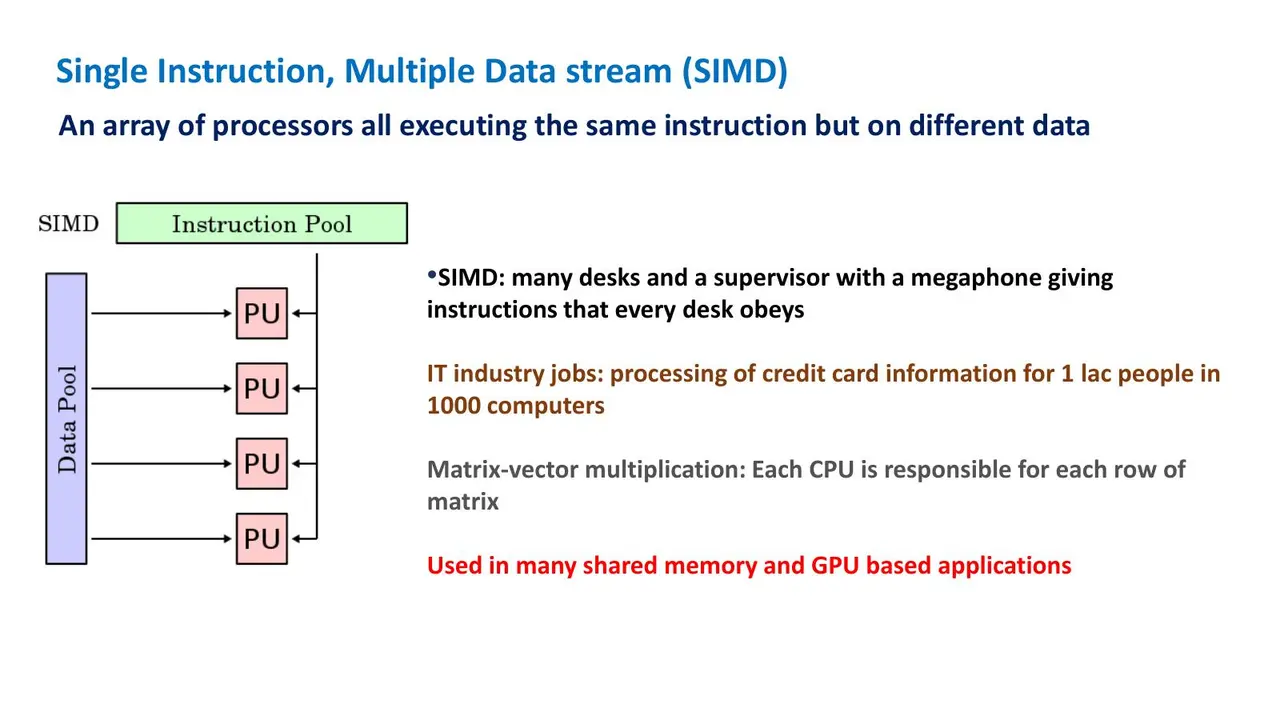 Single Instruction, Multiple Data stream (SIMD)
An array of processors all executing the same instruction but on different data
SIMD
Instruction Pool
Data Pool
PU
PU
PU
PU
•SIMD: many desks and a supervisor with a megaphone giving
instructions that every desk obeys
IT industry jobs: processing of credit card information for 1 lac people in
1000 computers
Matrix-vector multiplication: Each CPU is responsible for each row of
matrix
Used in many shared memory and GPU based applications